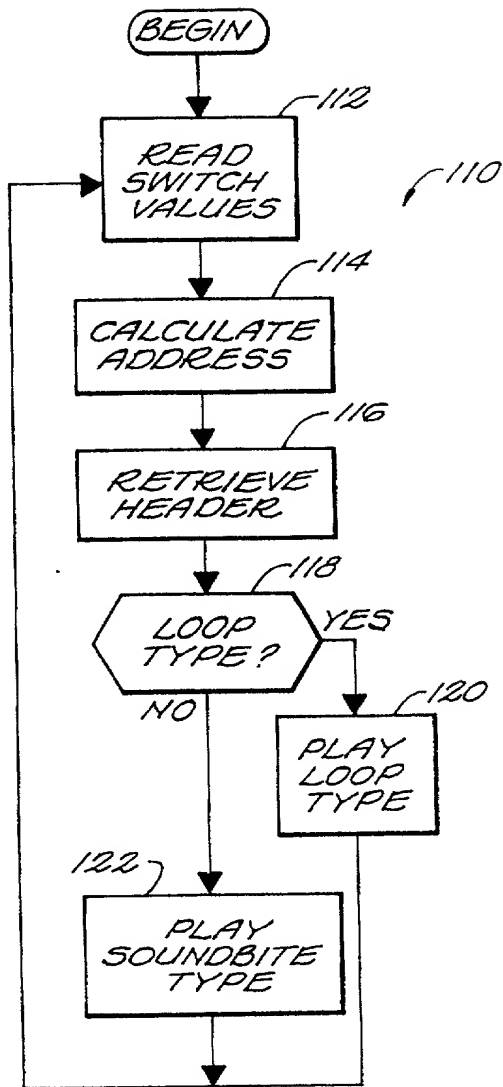 BEGIN
112
READ
SWITCH
VALUES
110
114
CALCULATE
ADDRESS
116
RETRIEVE
HEADER
118
LOOP
TYPE?
YES
NO
120
PLAY
LOOP
TYPE
122
PLAY
SOUNDBITE
TYPE